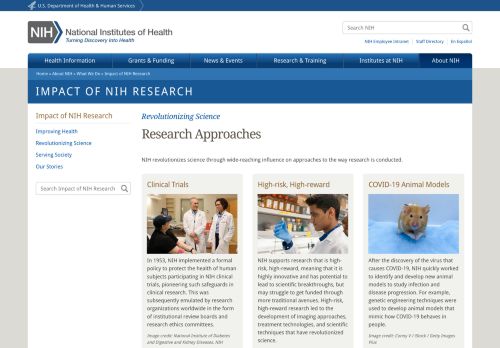 U.S. Department of Health & Human Services
Search NIH
NIH
National Institutes of Health
Turning Discovery Into Health
NIH Employee Intranet
Staff Directory
En Español
Health Information
Grants & Funding
News & Events
Research & Training
Institutes at NIH
About NIH
Home » About NIH » What We Do » Impact of NIH Research
IMPACT OF NIH RESEARCH
Impact of NIH Research
Improving Health
Revolutionizing Science
Serving Society
Our Stories
Search Impact of NIH Research
Revolutionizing Science
Research Approaches
NIH revolutionizes science through wide-reaching influence on approaches to the way research is conducted.
Clinical Trials
In 1953, NIH implemented a formal
policy to protect the health of human
subjects participating in NIH clinical
trials, pioneering such safeguards in
clinical research. This was
subsequently emulated by research
organizations worldwide in the form
of institutional review boards and
research ethics committees.
Image credit: National Institute of Diabetes
and Digestive and Kidney Diseases, NIH
High-risk, High-reward
NIH supports research that is high-
risk, high-reward, meaning that it is
highly innovative and has potential to
lead to scientific breakthroughs, but
may struggle to get funded through
more traditional avenues. High-risk,
high-reward research led to the
development of imaging approaches,
treatment technologies, and scientific
techniques that have revolutionized
science.
COVID-19 Animal Models
After the discovery of the virus that
causes COVID-19, NIH quickly worked
to identify and develop new animal
models to study infection and
disease progression. For example,
genetic engineering techniques were
used to develop animal models that
mimic how COVID-19 behaves in
people.
Image credit: Carey V / iStock / Getty Images
Plus